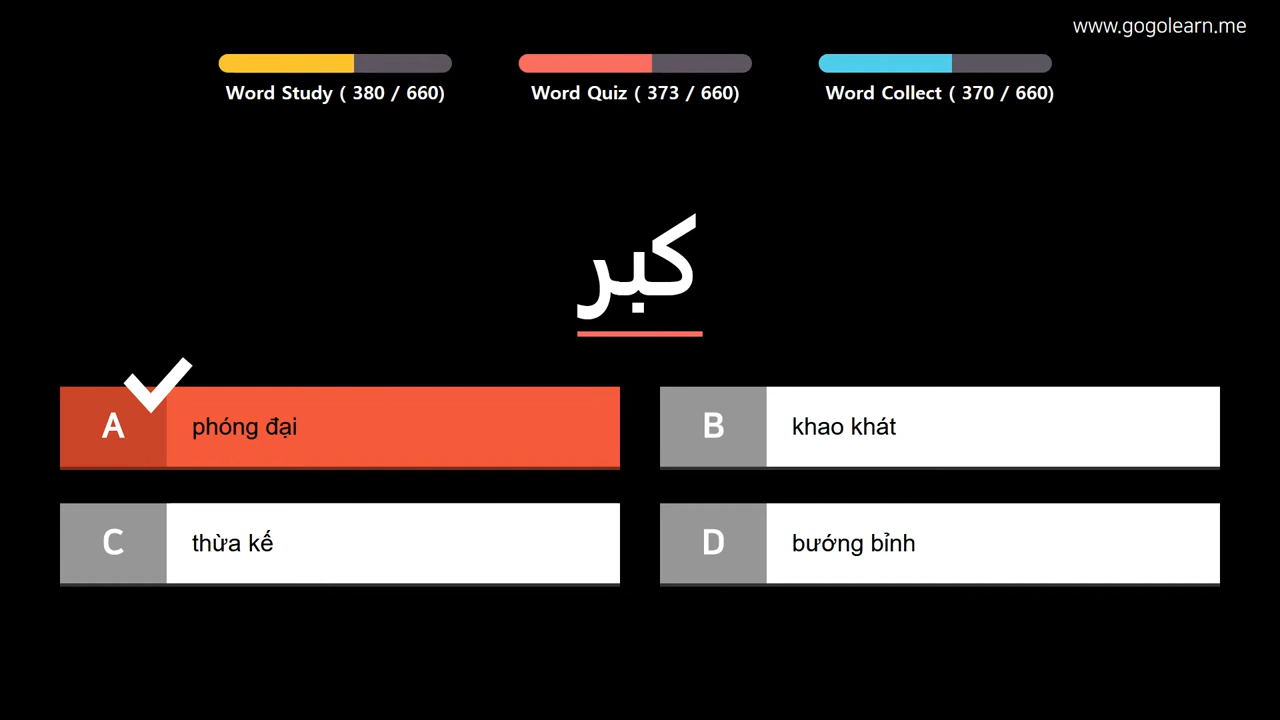 www.gogolearn.me
Word Study ( 380 / 660)
Word Quiz ( 373 / 660)
Word Collect ( 370 / 660)
كبر
A phóng đại
B khao khát
C thừa kế
D bướng bỉnh